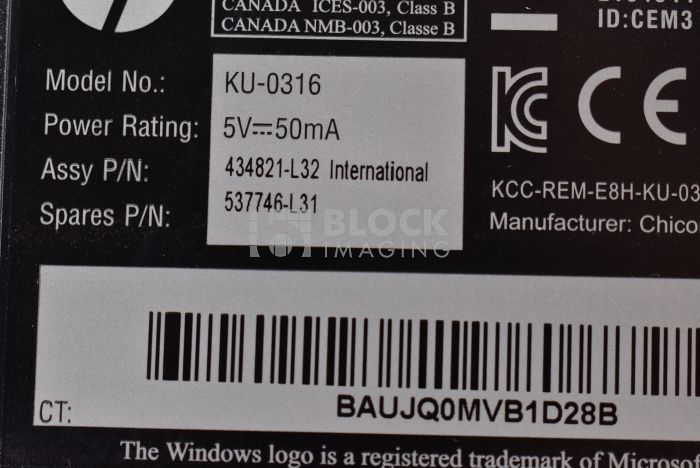 CANADA ICES-003, Class B
CANADA NMB-003, Classe B
ID:CEM3
Model No.: KU-0316
Power Rating: 5V⎓50mA
Assy P/N: 434821-L32 International
Spares P/N: 537746-L31
KCC-REM-E8H-KU-03
Manufacturer: Chico
BLOCK
IMAGING
CT: BAUJQ0MVB1D28B
The Windows logo is a registered trademark of Microso